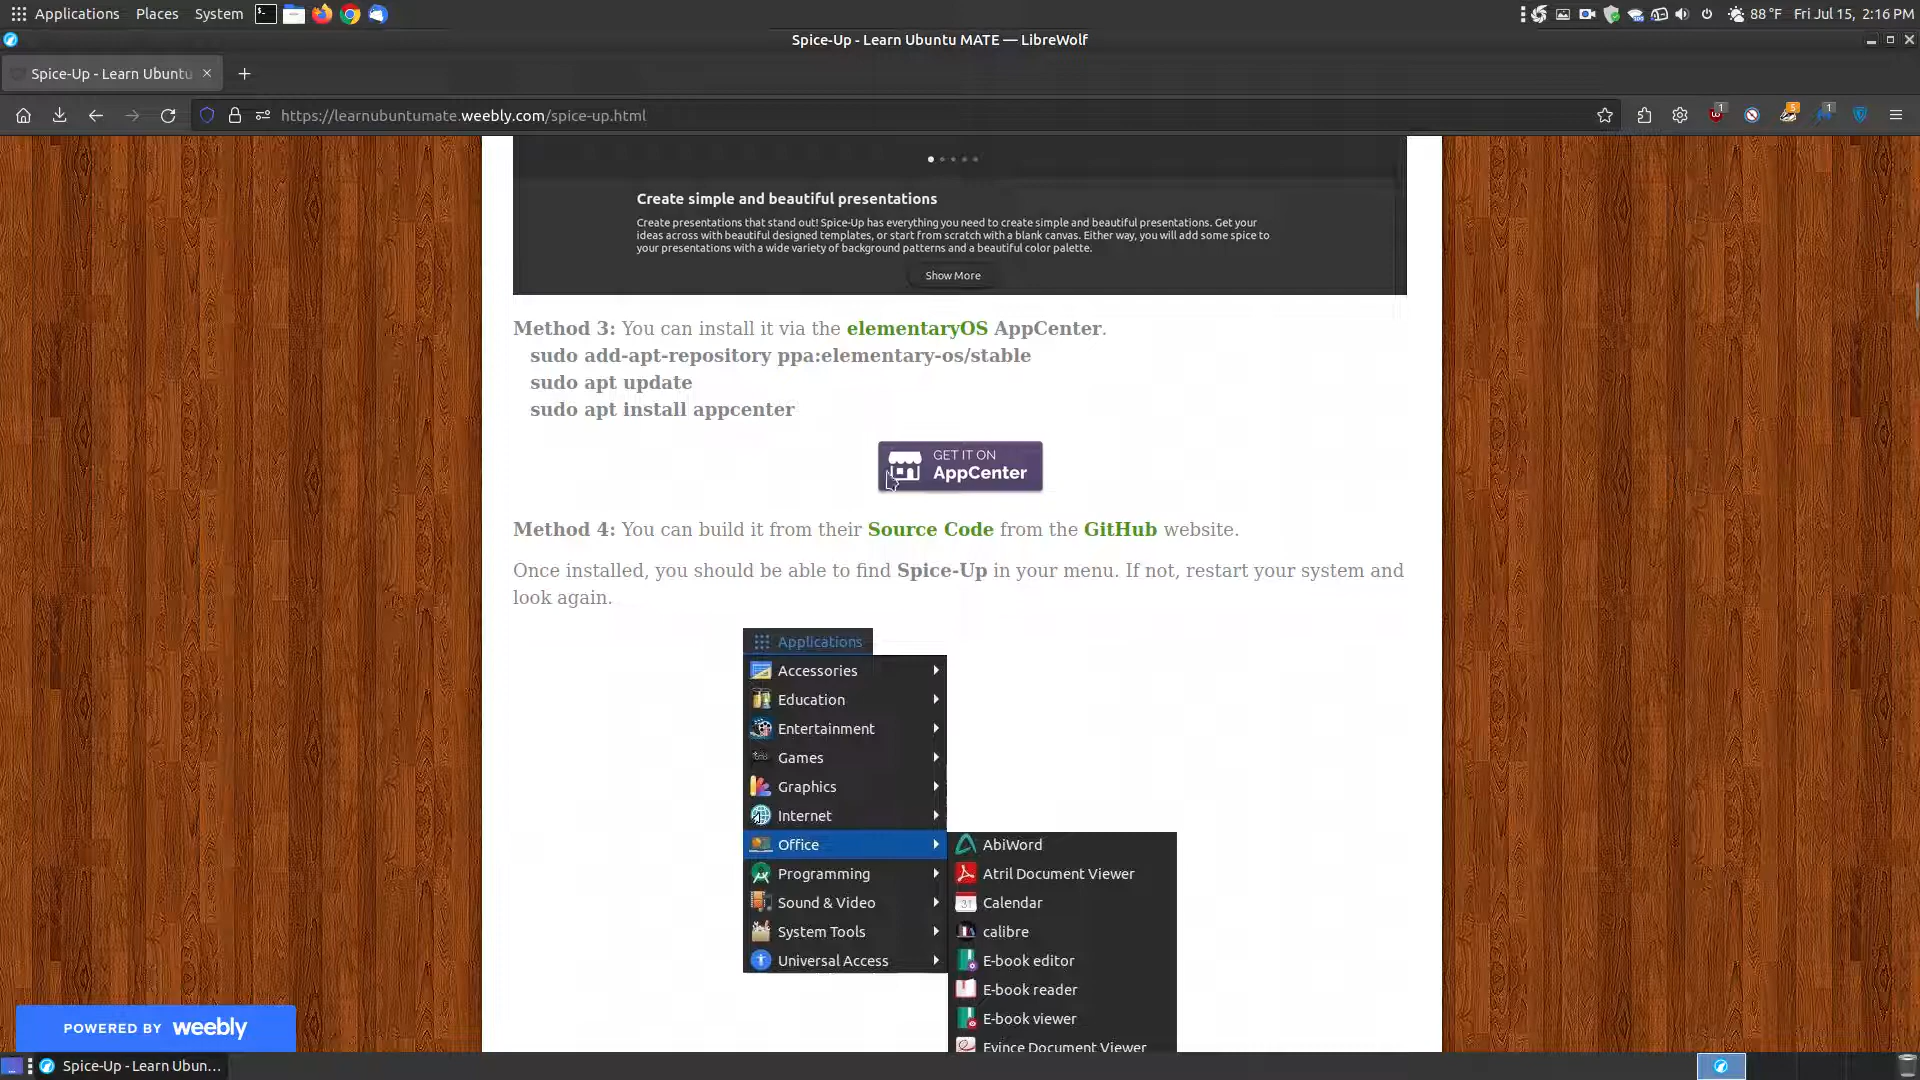 Applications Places System 88 °F Fri Jul 15, 2:16 PM
Spice-Up - Learn Ubuntu MATE — LibreWolf
Spice-Up - Learn Ubuntu
https://learnubuntumate.weebly.com/spice-up.html
Create simple and beautiful presentations
Create presentations that stand out! Spice-Up has everything you need to create simple and beautiful presentations. Get your
ideas across with beautiful designed templates, or start from scratch with a blank canvas. Either way, you will add some spice to
your presentations with a wide variety of background patterns and a beautiful color palette.
Show More
Method 3: You can install it via the elementaryOS AppCenter.
sudo add-apt-repository ppa:elementary-os/stable
sudo apt update
sudo apt install appcenter
GET IT ON
AppCenter
Method 4: You can build it from their Source Code from the GitHub website.
Once installed, you should be able to find Spice-Up in your menu. If not, restart your system and
look again.
Applications
Accessories
Education
Entertainment
Games
Graphics
Internet
Office
Programming
Sound & Video
System Tools
Universal Access
AbiWord
Atril Document Viewer
Calendar
calibre
E-book editor
E-book reader
E-book viewer
Evince Document Viewer
POWERED BY weebly
Spice-Up - Learn Ubun...